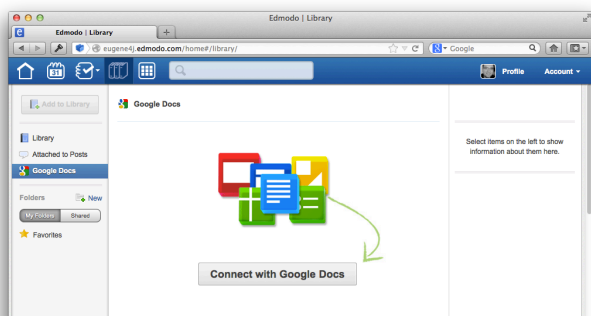 Edmodo | Library
Edmodo | Library
eugene4j.edmodo.com/home#/library/
Google
31
Profile
Account
Add to Library
Library
Attached to Posts
Google Docs
Folders
New
My Folders
Shared
Favorites
Google Docs
Connect with Google Docs
Select items on the left to show
information about them here.